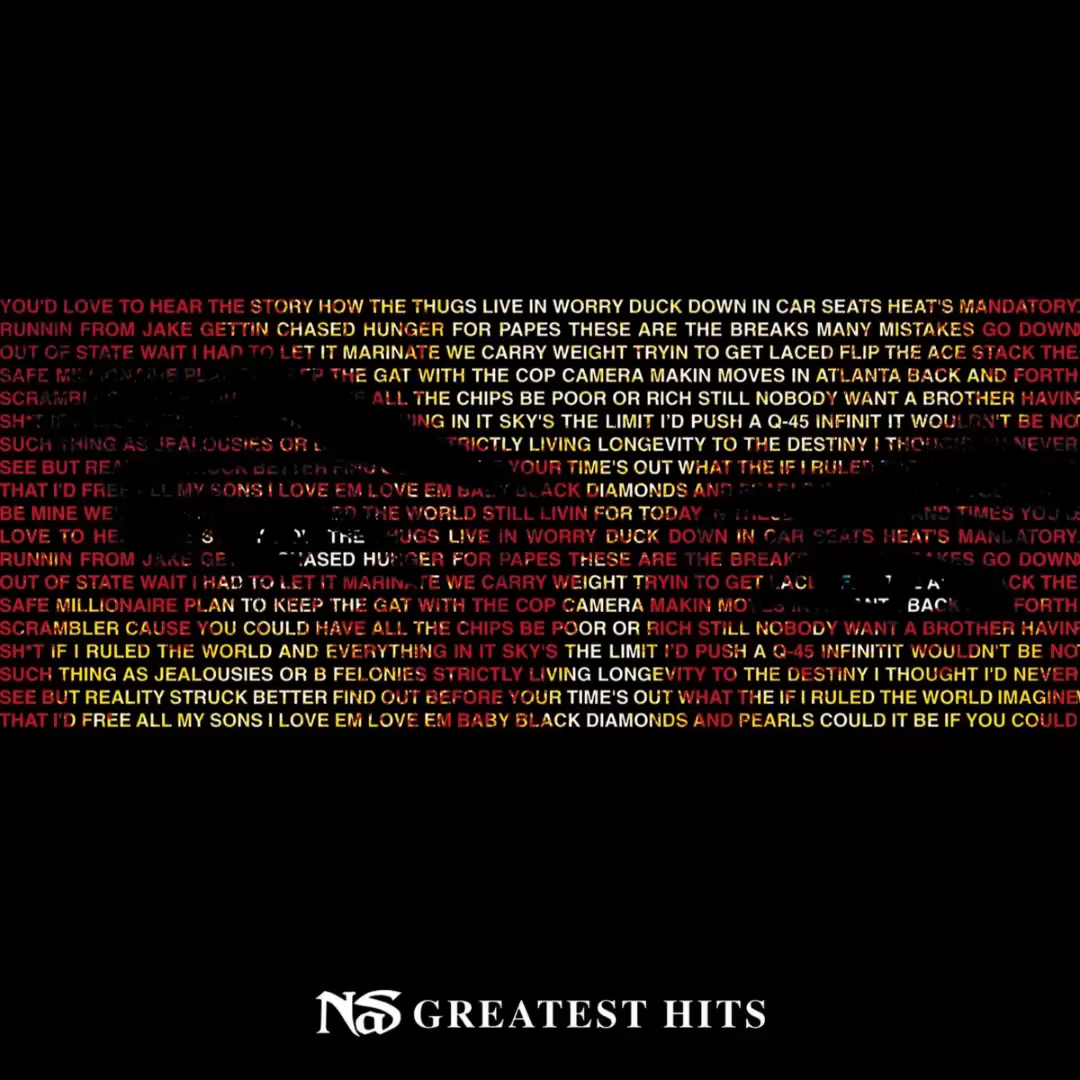 YOU'D LOVE TO HEAR THE STORY HOW THE THUGS LIVE IN WORRY DUCK DOWN IN CAR SEATS HEAT'S MANDATORY
RUNNIN FROM JAKE GETTIN CHASED HUNGER FOR PAPES THESE ARE THE BREAKS MANY MISTAKES GO DOWN
OUT OF STATE WAIT I HAD TO LET IT MARINATE WE CARRY WEIGHT TRYIN TO GET LACED FLIP THE ACE STACK THE
SAFE THE GAT WITH THE COP CAMERA MAKIN MOVES IN ATLANTA BACK AND FORTH
ALL THE CHIPS BE POOR OR RICH STILL NOBODY WANT A BROTHER HAVIN
IN IT SKY'S THE LIMIT I'D PUSH A Q-45 INFINIT IT WOULDN'T BE NO
SUCH THING AS JEALOUSIES OR LIVING LONGEVITY TO THE DESTINY I NEVER
SEE BUT YOUR TIME'S OUT WHAT THE IF I RULED
THAT I'D MY SONS I LOVE EM LOVE EM BLACK DIAMONDS AND
BE MINE THE WORLD STILL LIVIN FOR TODAY AND TIMES YOU
LOVE TO THE LIVE IN WORRY DUCK DOWN IN CAR SEATS HEAT'S MANDATORY
RUNNIN FROM JAKE HUNGER FOR PAPES THESE ARE THE GO DOWN
OUT OF STATE WAIT I HAD TO LET IT MARINATE WE CARRY WEIGHT TRYIN TO GET THE
SAFE MILLIONAIRE PLAN TO KEEP THE GAT WITH THE COP CAMERA MAKIN BACK FORTH
SCRAMBLER CAUSE YOU COULD HAVE ALL THE CHIPS BE POOR OR RICH STILL NOBODY WANT A BROTHER HAVIN
SH*T IF I RULED THE WORLD AND EVERYTHING IN IT SKY'S THE LIMIT I'D PUSH A Q-45 INFINITIT WOULDN'T BE NO
SUCH THING AS JEALOUSIES OR B FELONIES STRICTLY LIVING LONGEVITY TO THE DESTINY I THOUGHT I'D NEVER
SEE BUT REALITY STRUCK BETTER FIND OUT BEFORE YOUR TIME'S OUT WHAT THE IF I RULED THE WORLD IMAGINE
THAT I'D FREE ALL MY SONS I LOVE EM LOVE EM BABY BLACK DIAMONDS AND PEARLS COULD IT BE IF YOU COULD
NaS GREATEST HITS